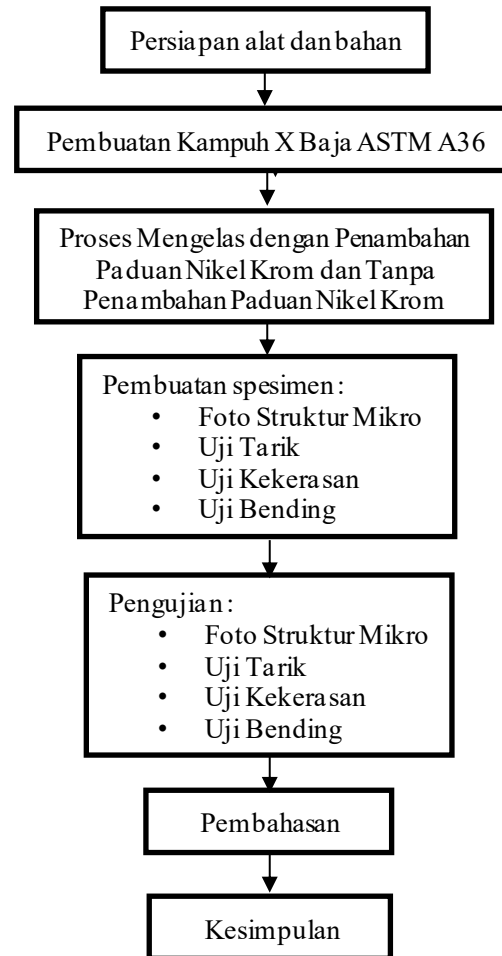 Persiapan alat dan bahan
Pembuatan Kampuh X Baja ASTM A36
Proses Mengelas dengan Penambahan
Paduan Nikel Krom dan Tanpa
Penambahan Paduan Nikel Krom
Pembuatan spesimen :
• Foto Struktur Mikro
• Uji Tarik
• Uji Kekerasan
• Uji Bending
Pengujian :
• Foto Struktur Mikro
• Uji Tarik
• Uji Kekerasan
• Uji Bending
Pembahasan
Kesimpulan